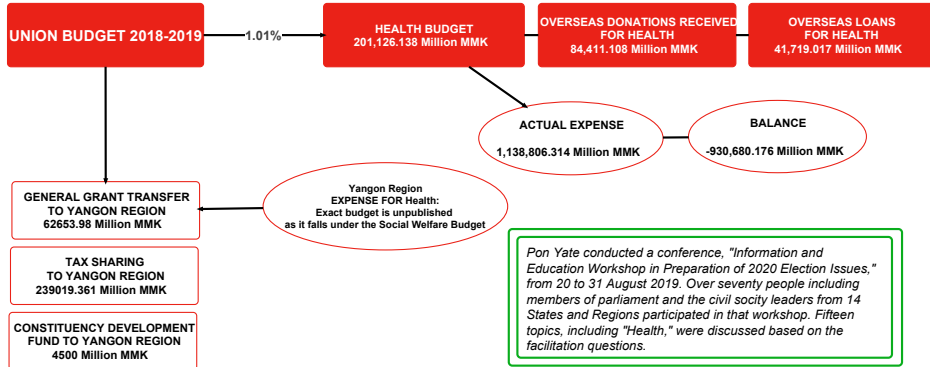 UNION BUDGET 2018-2019
1.01%
HEALTH BUDGET
201,126.138 Million MMK
OVERSEAS DONATIONS RECEIVED
FOR HEALTH
84,411.108 Million MMK
OVERSEAS LOANS
FOR HEALTH
41,719.017 Million MMK
ACTUAL EXPENSE
1,138,806.314 Million MMK
BALANCE
-930,680.176 Million MMK
GENERAL GRANT TRANSFER
TO YANGON REGION
62653.98 Million MMK
Yangon Region
EXPENSE FOR Health:
Exact budget is unpublished
as it falls under the Social Welfare Budget
TAX SHARING
TO YANGON REGION
239019.361 Million MMK
CONSTITUENCY DEVELOPMENT
FUND TO YANGON REGION
4500 Million MMK
Pon Yate conducted a conference, "Information and
Education Workshop in Preparation of 2020 Election Issues,"
from 20 to 31 August 2019. Over seventy people including
members of parliament and the civil socity leaders from 14
States and Regions participated in that workshop. Fifteen
topics, including "Health," were discussed based on the
facilitation questions.